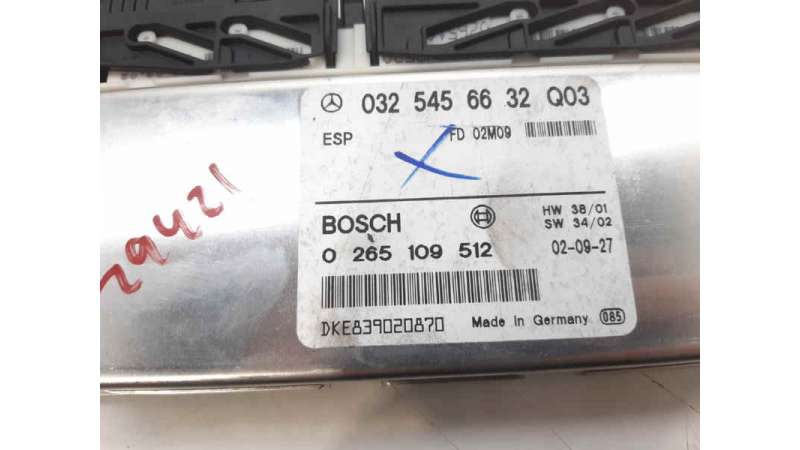 032 545 66 32 Q03
ESP
FD 02M09
BOSCH
HW 38/01
SW 34/02
0 265 109 512
02-09-27
DKE839020870
Made in Germany
085
29421